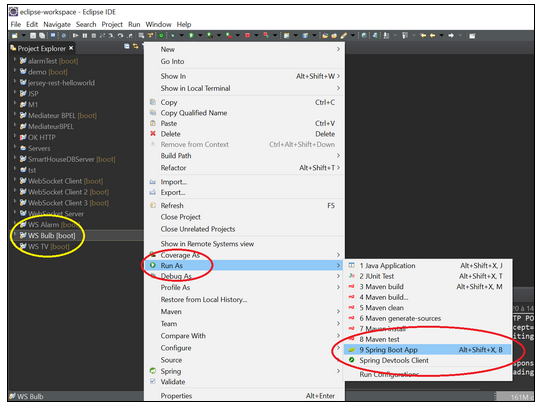 eclipse-workspace - Eclipse IDE
File Edit Navigate Search Project Run Window Help
Project Explorer
alarmTest [boot]
demo [boot]
jersey-rest-helloworld
JSP
M1
Mediateur BPEL [boot]
MediateurBPEL
OK HTTP
Servers
SmartHouseDBServer [boot]
tst
WebSocket Client [boot]
WebSocket Client 2 [boot]
WebSocket Client 3 [boot]
WebSocket Server
WS Alarm [boot]
WS Bulb [boot]
WS TV [boot]
New
Go Into
Show In Alt+Shift+W
Show in Local Terminal
Copy Ctrl+C
Copy Qualified Name
Paste Ctrl+V
Delete Delete
Remove from Context Ctrl+Alt+Shift+Down
Build Path
Refactor Alt+Shift+T
Import...
Export...
Refresh F5
Close Project
Close Unrelated Projects
Show in Remote Systems view
Coverage As
Run As
Debug As
Profile As
Restore from Local History...
Maven
Team
Compare With
Configure
Source
Spring
Validate
Properties Alt+Enter
1 Java Application Alt+Shift+X, J
2 JUnit Test Alt+Shift+X, T
3 Maven build Alt+Shift+X, M
4 Maven build...
5 Maven clean
6 Maven generate-sources
7 Maven install
8 Maven test
9 Spring Boot App Alt+Shift+X, B
Spring Devtools Client
Run Configurations...
WS Bulb
161M